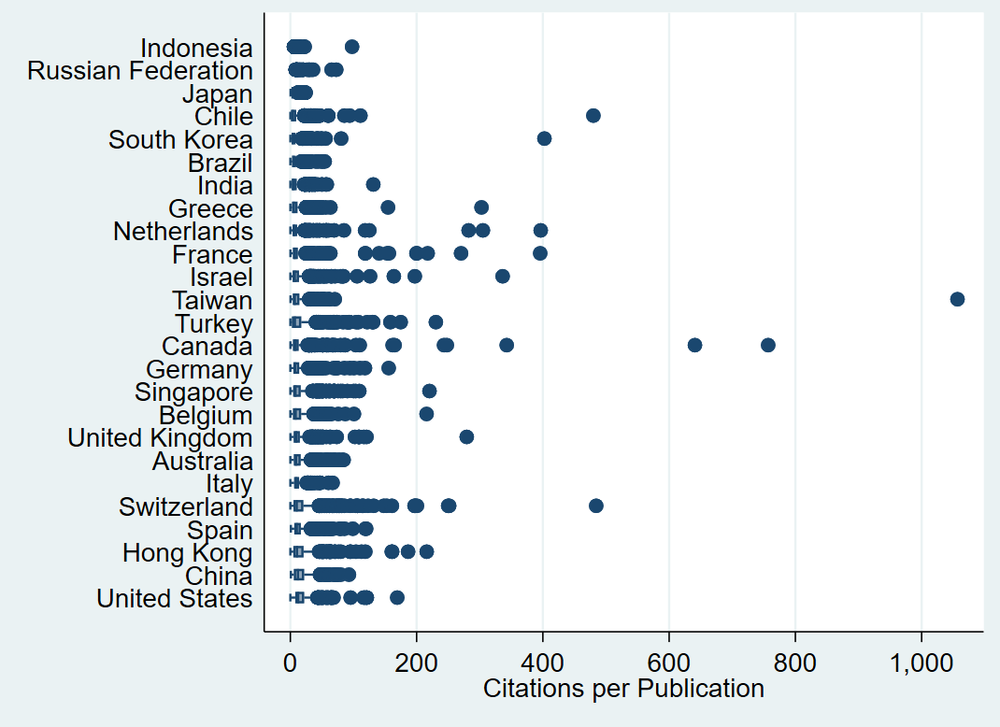 Indonesia
Russian Federation
Japan
Chile
South Korea
Brazil
India
Greece
Netherlands
France
Israel
Taiwan
Turkey
Canada
Germany
Singapore
Belgium
United Kingdom
Australia
Italy
Switzerland
Spain
Hong Kong
China
United States
0 200 400 600 800 1,000
Citations per Publication